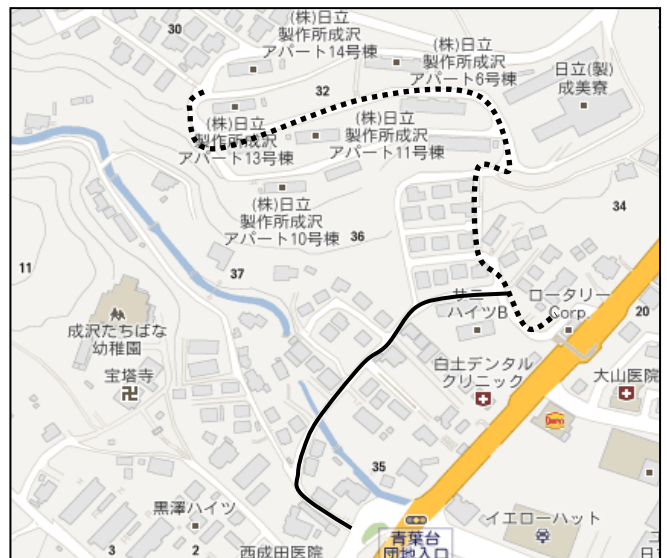 30
(株)日立
製作所成沢
アパート14号棟
(株)日立
製作所成沢
アパート6号棟
日立(製)
成美寮
32
(株)日立
製作所成沢
アパート13号棟
(株)日立
製作所成沢
アパート11号棟
(株)日立
製作所成沢
アパート10号棟
36
34
11
37
成沢たちばな
幼稚園
宝塔寺
サニー
ハイツB
ロータリー
Corp.
20
白土デンタル
クリニック
大山医院
35
黒澤ハイツ
3
2
西成田医院
青葉台
団地入口
イエローハット